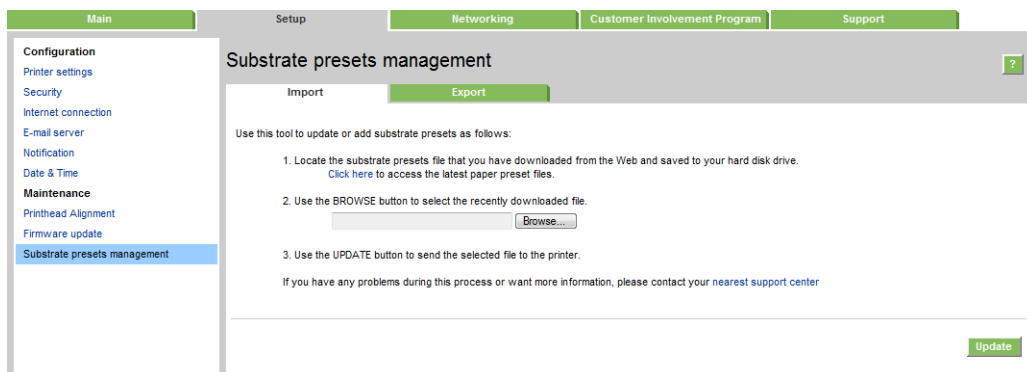 Main Setup Networking Customer Involvement Program Support
Configuration
Printer settings
Security
Internet connection
E-mail server
Notification
Date & Time
Maintenance
Printhead Alignment
Firmware update
Substrate presets management
Substrate presets management
?
Import Export
Use this tool to update or add substrate presets as follows:
1. Locate the substrate presets file that you have downloaded from the Web and saved to your hard disk drive.
Click here to access the latest paper preset files.
2. Use the BROWSE button to select the recently downloaded file.
Browse...
3. Use the UPDATE button to send the selected file to the printer.
If you have any problems during this process or want more information, please contact your nearest support center
Update